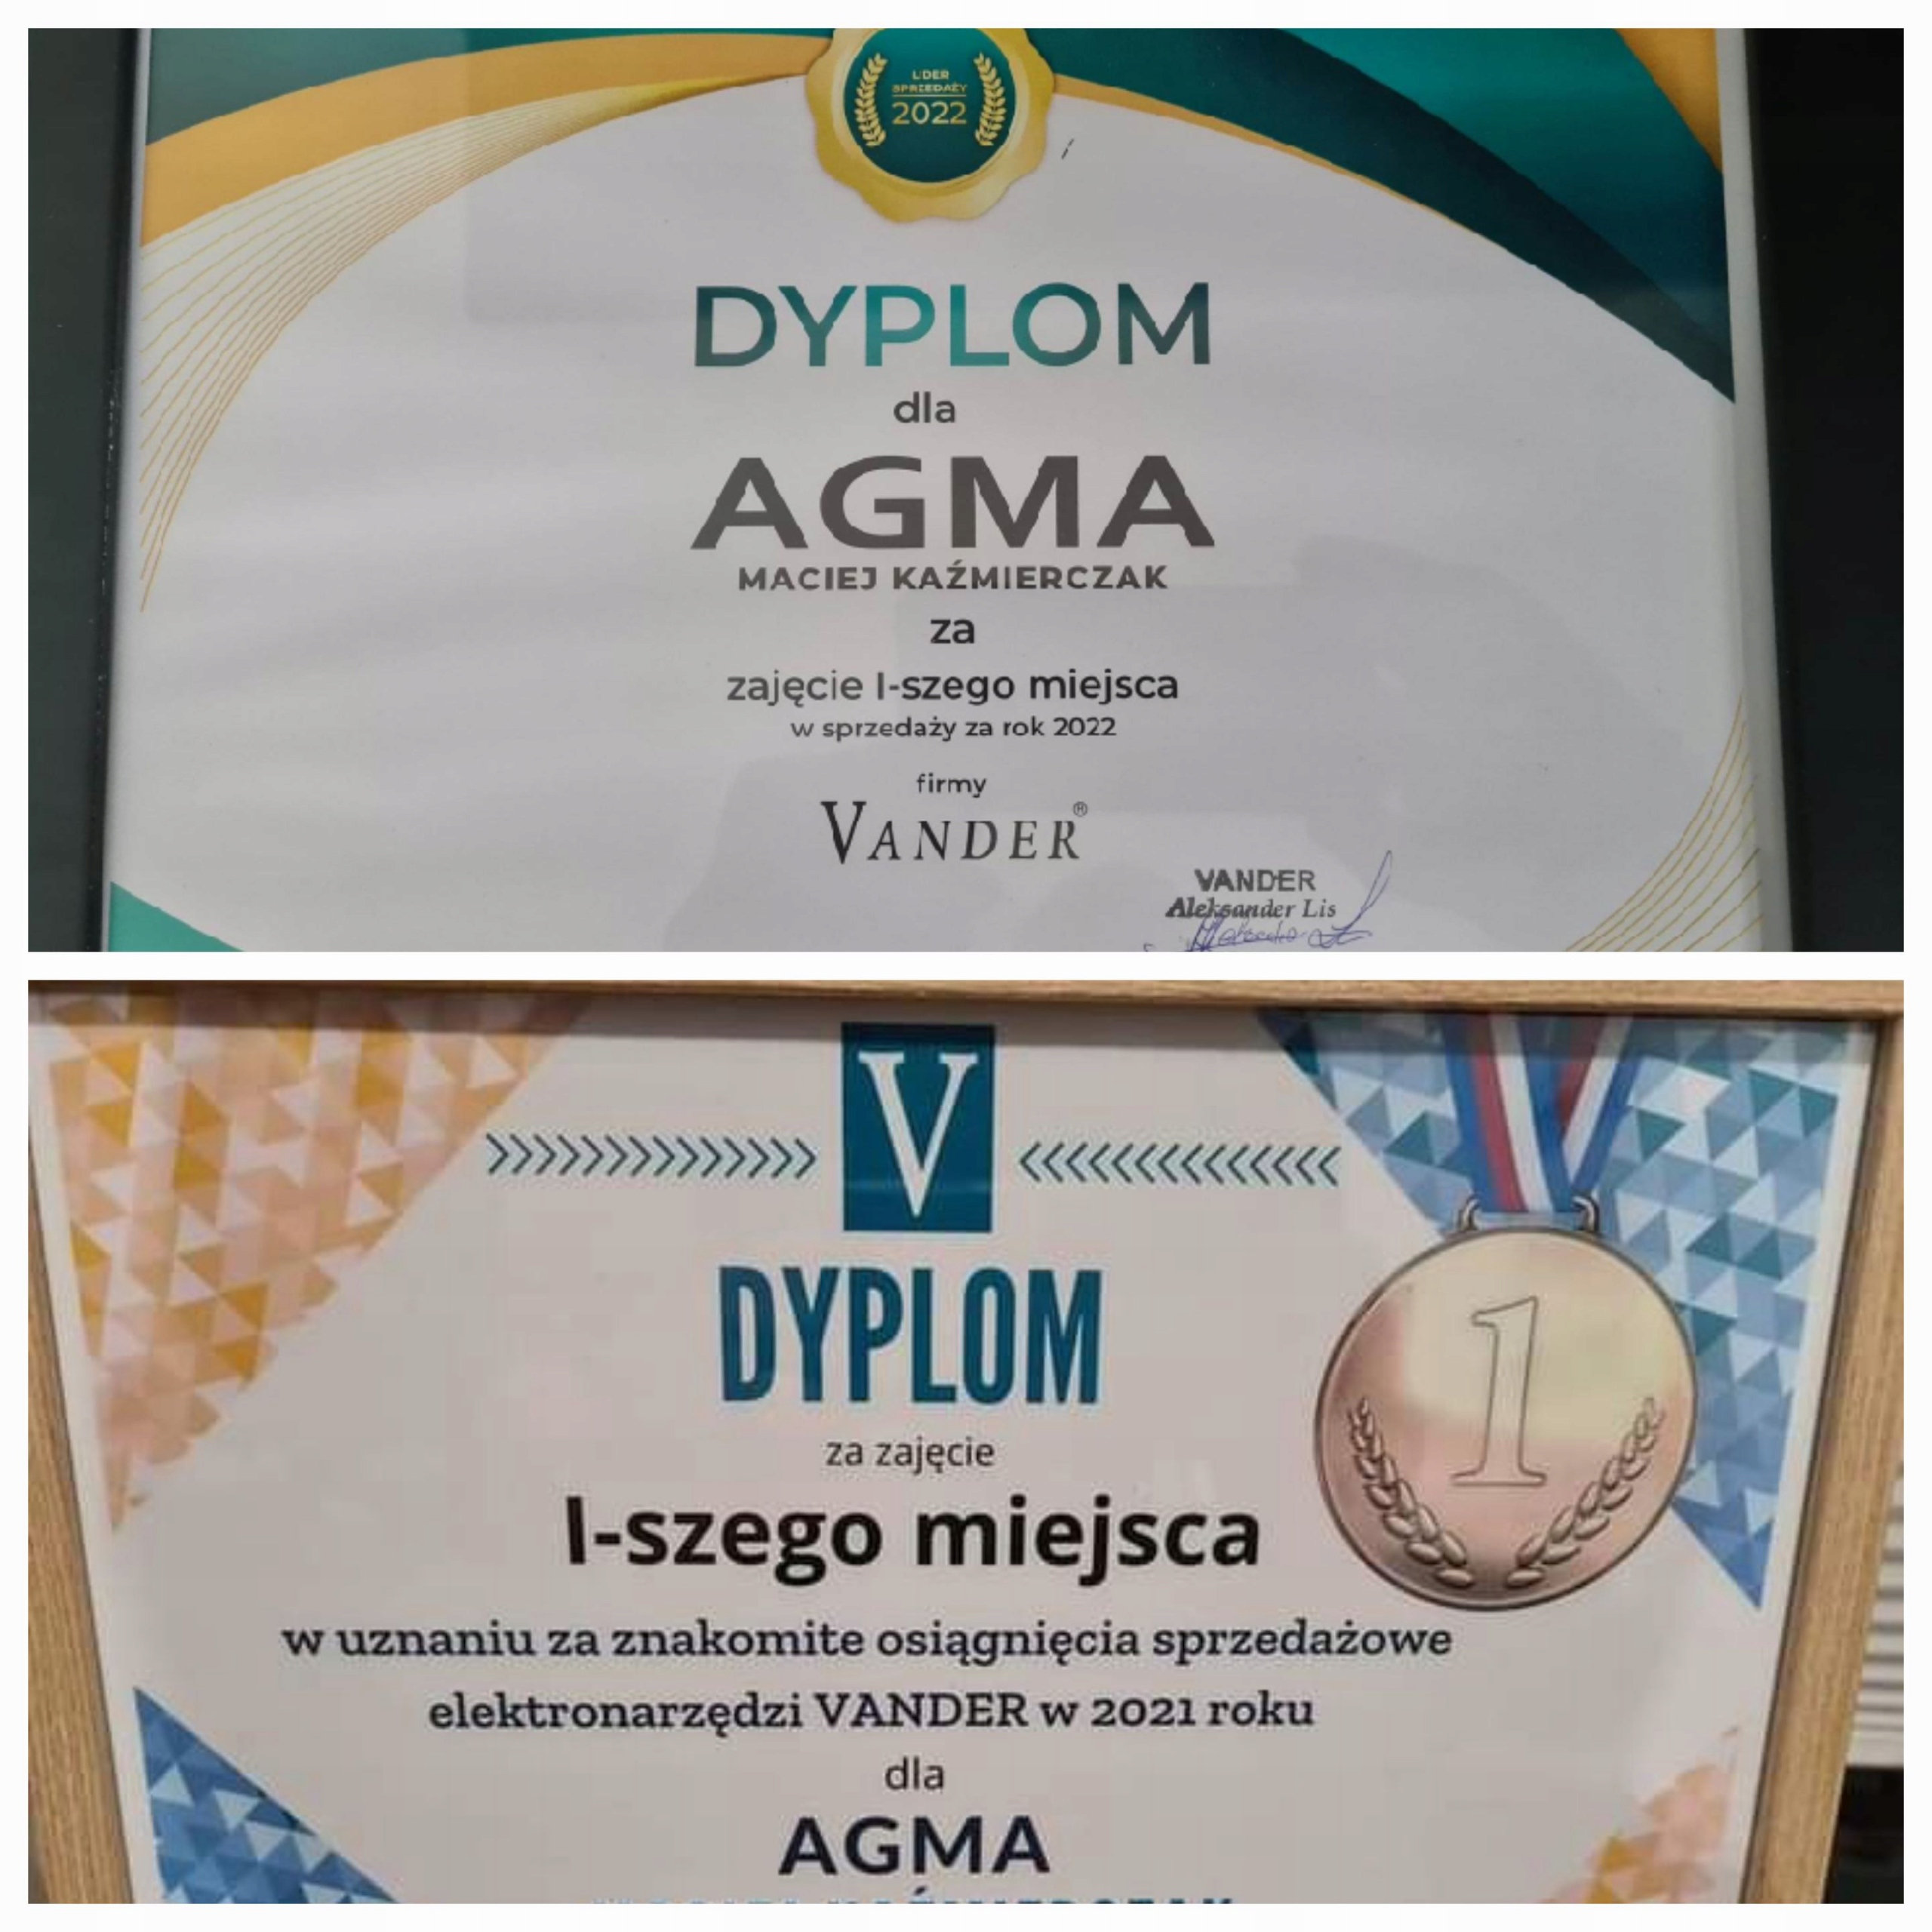 LIDER
SPRZEDAŻY
2022
DYPLOM
dla
AGMA
MACIEJ KAŹMIERCZAK
za
zajęcie I-szego miejsca
w sprzedaży za rok 2022
firmy
VANDER®
VANDER
Aleksander Lis
V
DYPLOM
za zajęcie
I-szego miejsca
1
w uznaniu za znakomite osiągnięcia sprzedażowe
elektronarzędzi VANDER w 2021 roku
dla
AGMA